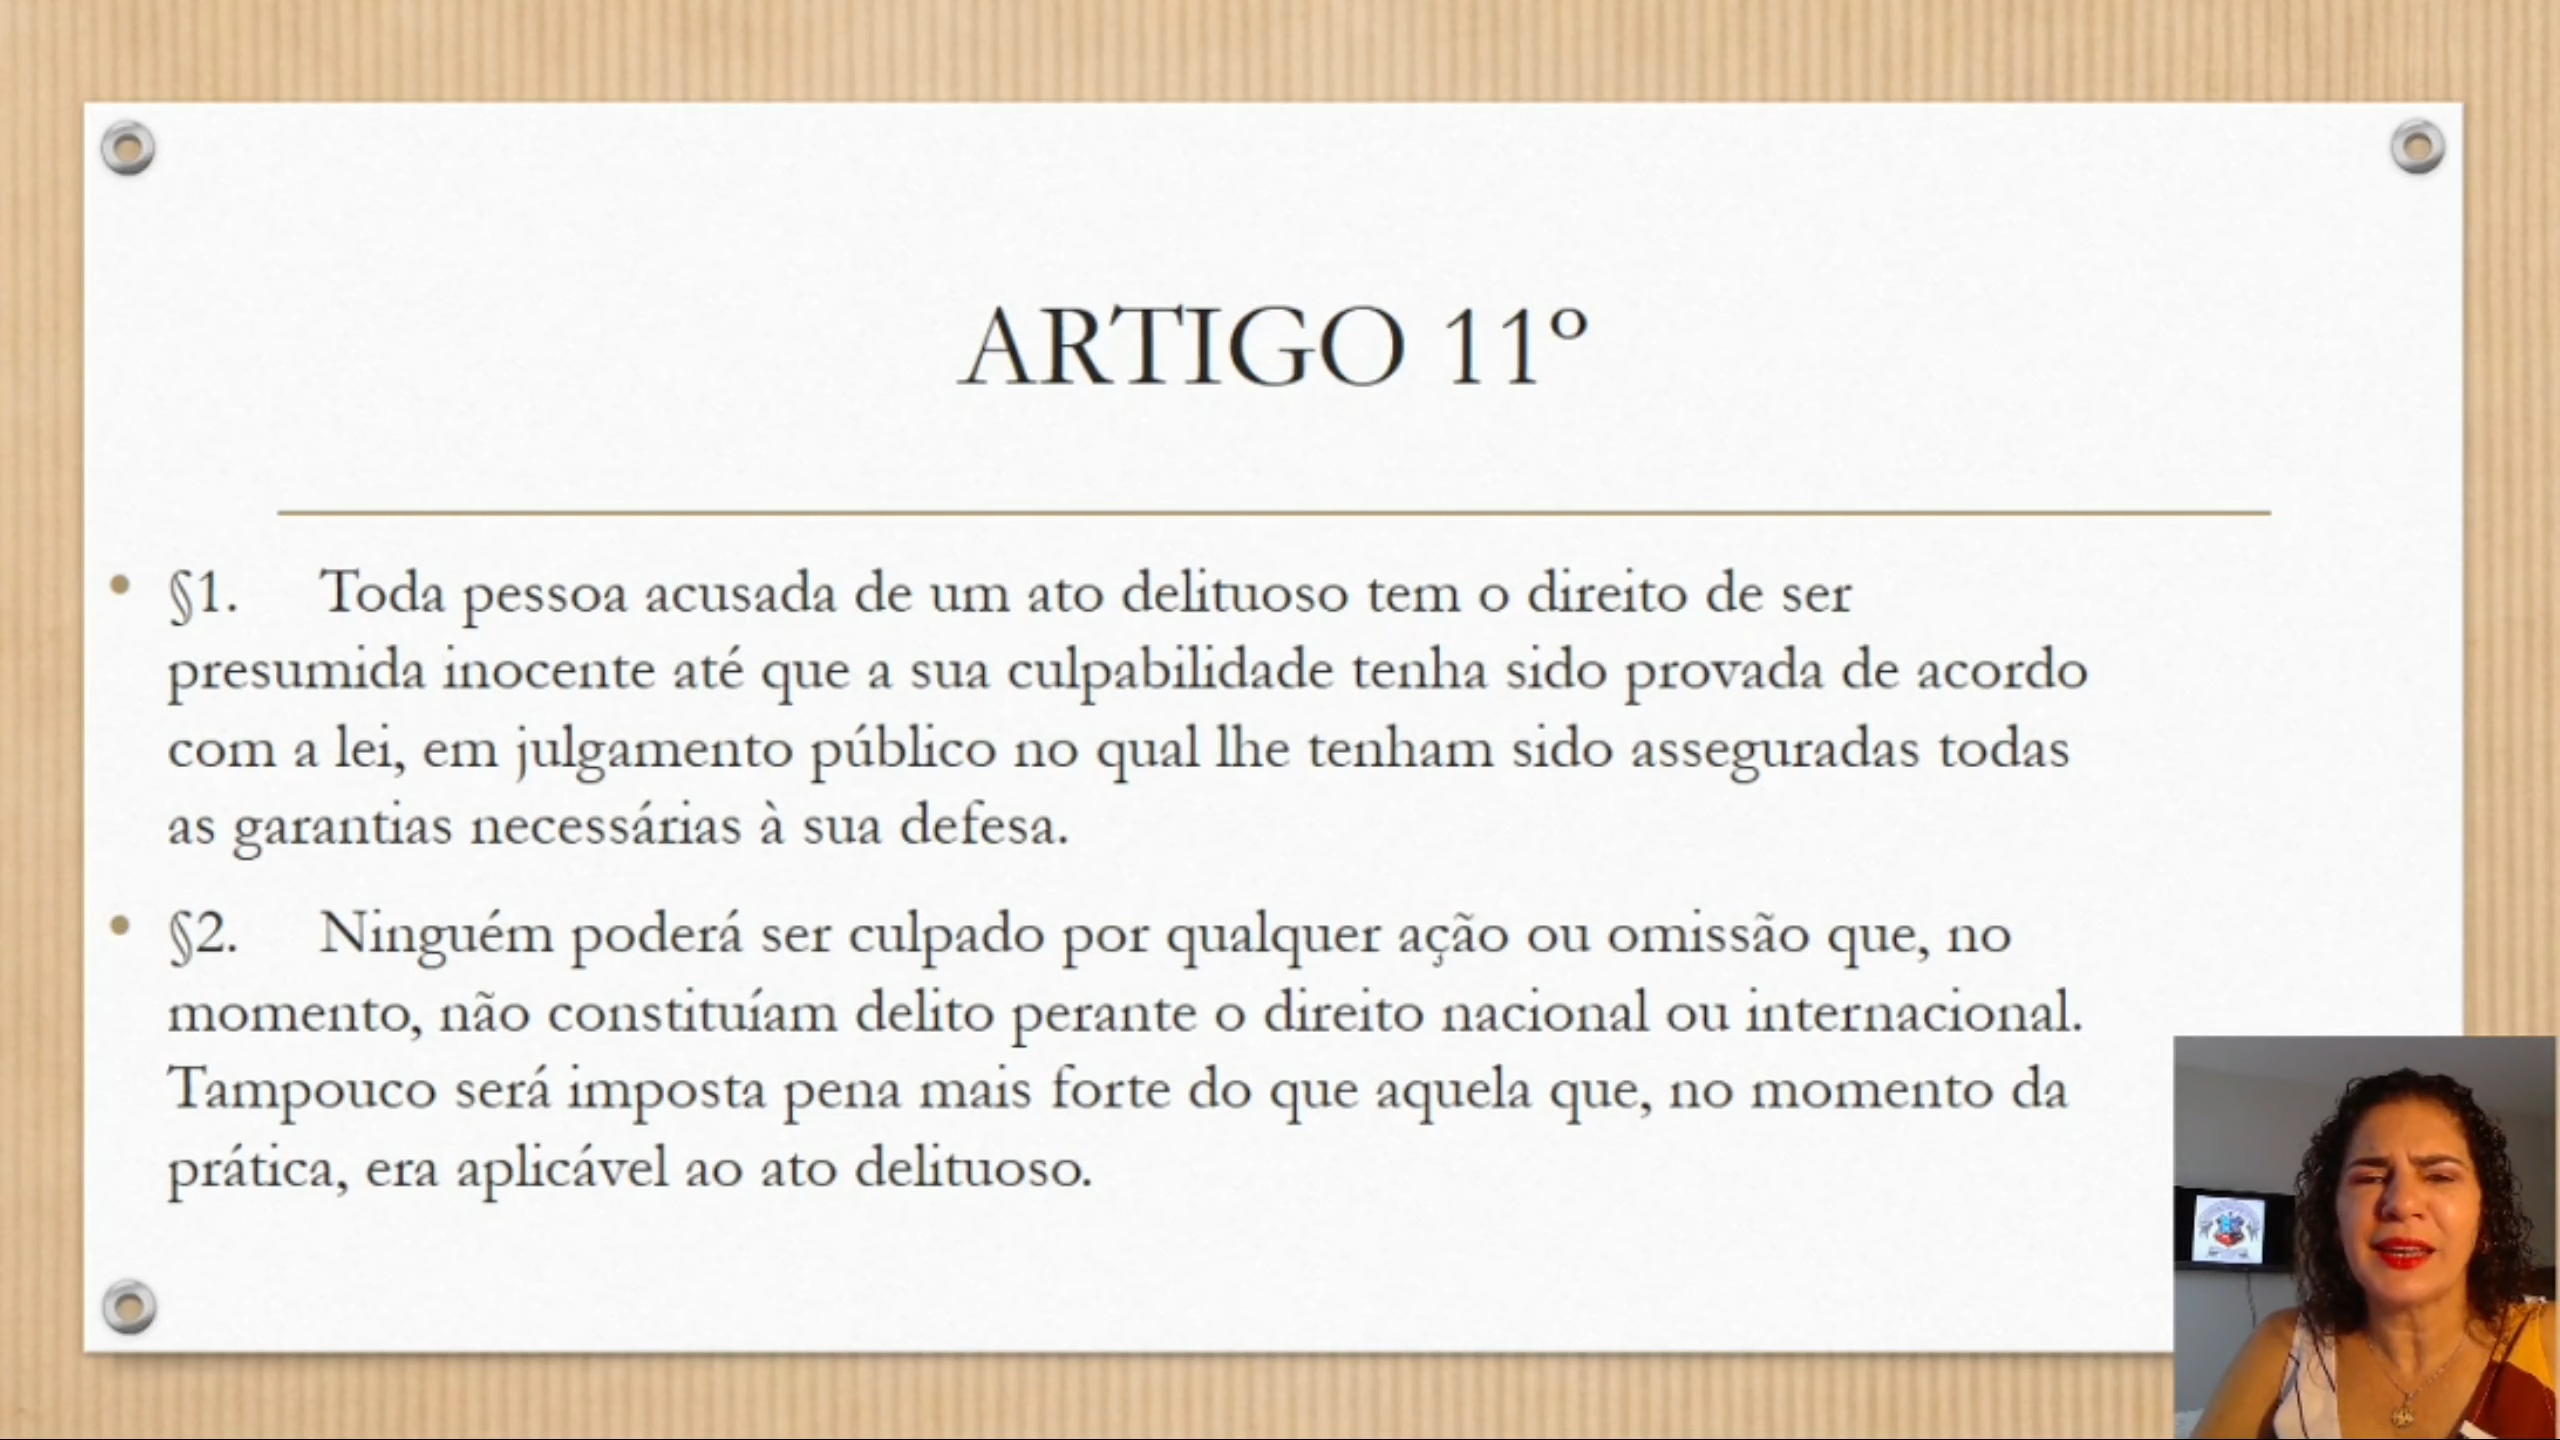 ARTIGO 11º
• §1. Toda pessoa acusada de um ato delituoso tem o direito de ser
presumida inocente até que a sua culpabilidade tenha sido provada de acordo
com a lei, em julgamento público no qual lhe tenham sido asseguradas todas
as garantias necessárias à sua defesa.
• §2. Ninguém poderá ser culpado por qualquer ação ou omissão que, no
momento, não constituíam delito perante o direito nacional ou internacional.
Tampouco será imposta pena mais forte do que aquela que, no momento da
prática, era aplicável ao ato delituoso.